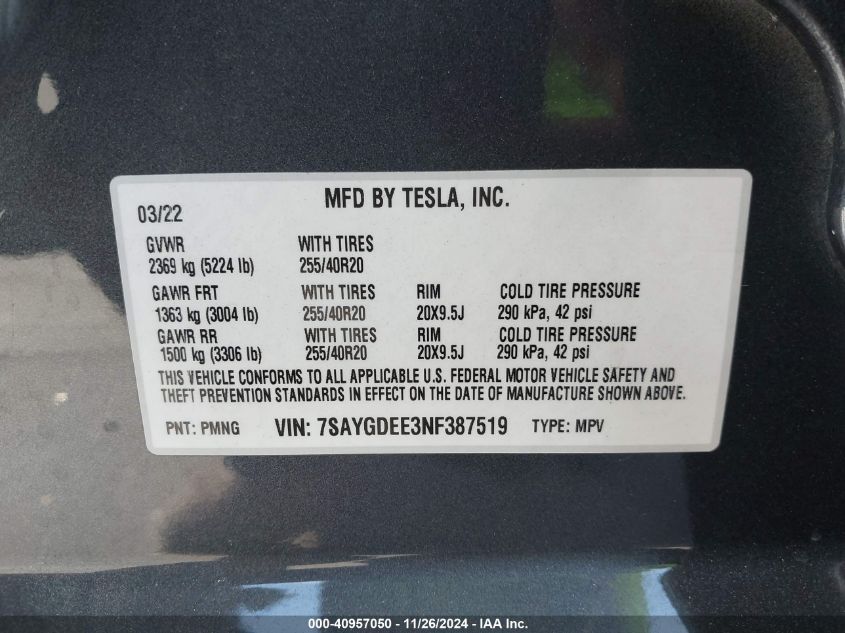 MFD BY TESLA, INC.
03/22
GVWR WITH TIRES
2369 kg (5224 lb) 255/40R20
GAWR FRT WITH TIRES RIM COLD TIRE PRESSURE
1363 kg (3004 lb) 255/40R20 20X9.5J 290 kPa, 42 psi
GAWR RR WITH TIRES RIM COLD TIRE PRESSURE
1500 kg (3306 lb) 255/40R20 20X9.5J 290 kPa, 42 psi
THIS VEHICLE CONFORMS TO ALL APPLICABLE U.S. FEDERAL MOTOR VEHICLE SAFETY AND
THEFT PREVENTION STANDARDS IN EFFECT ON THE DATE OF MANUFACTURE SHOWN ABOVE.
PNT: PMNG VIN: 7SAYGDEE3NF387519 TYPE: MPV
000-40957050 - 11/26/2024 - IAA Inc.